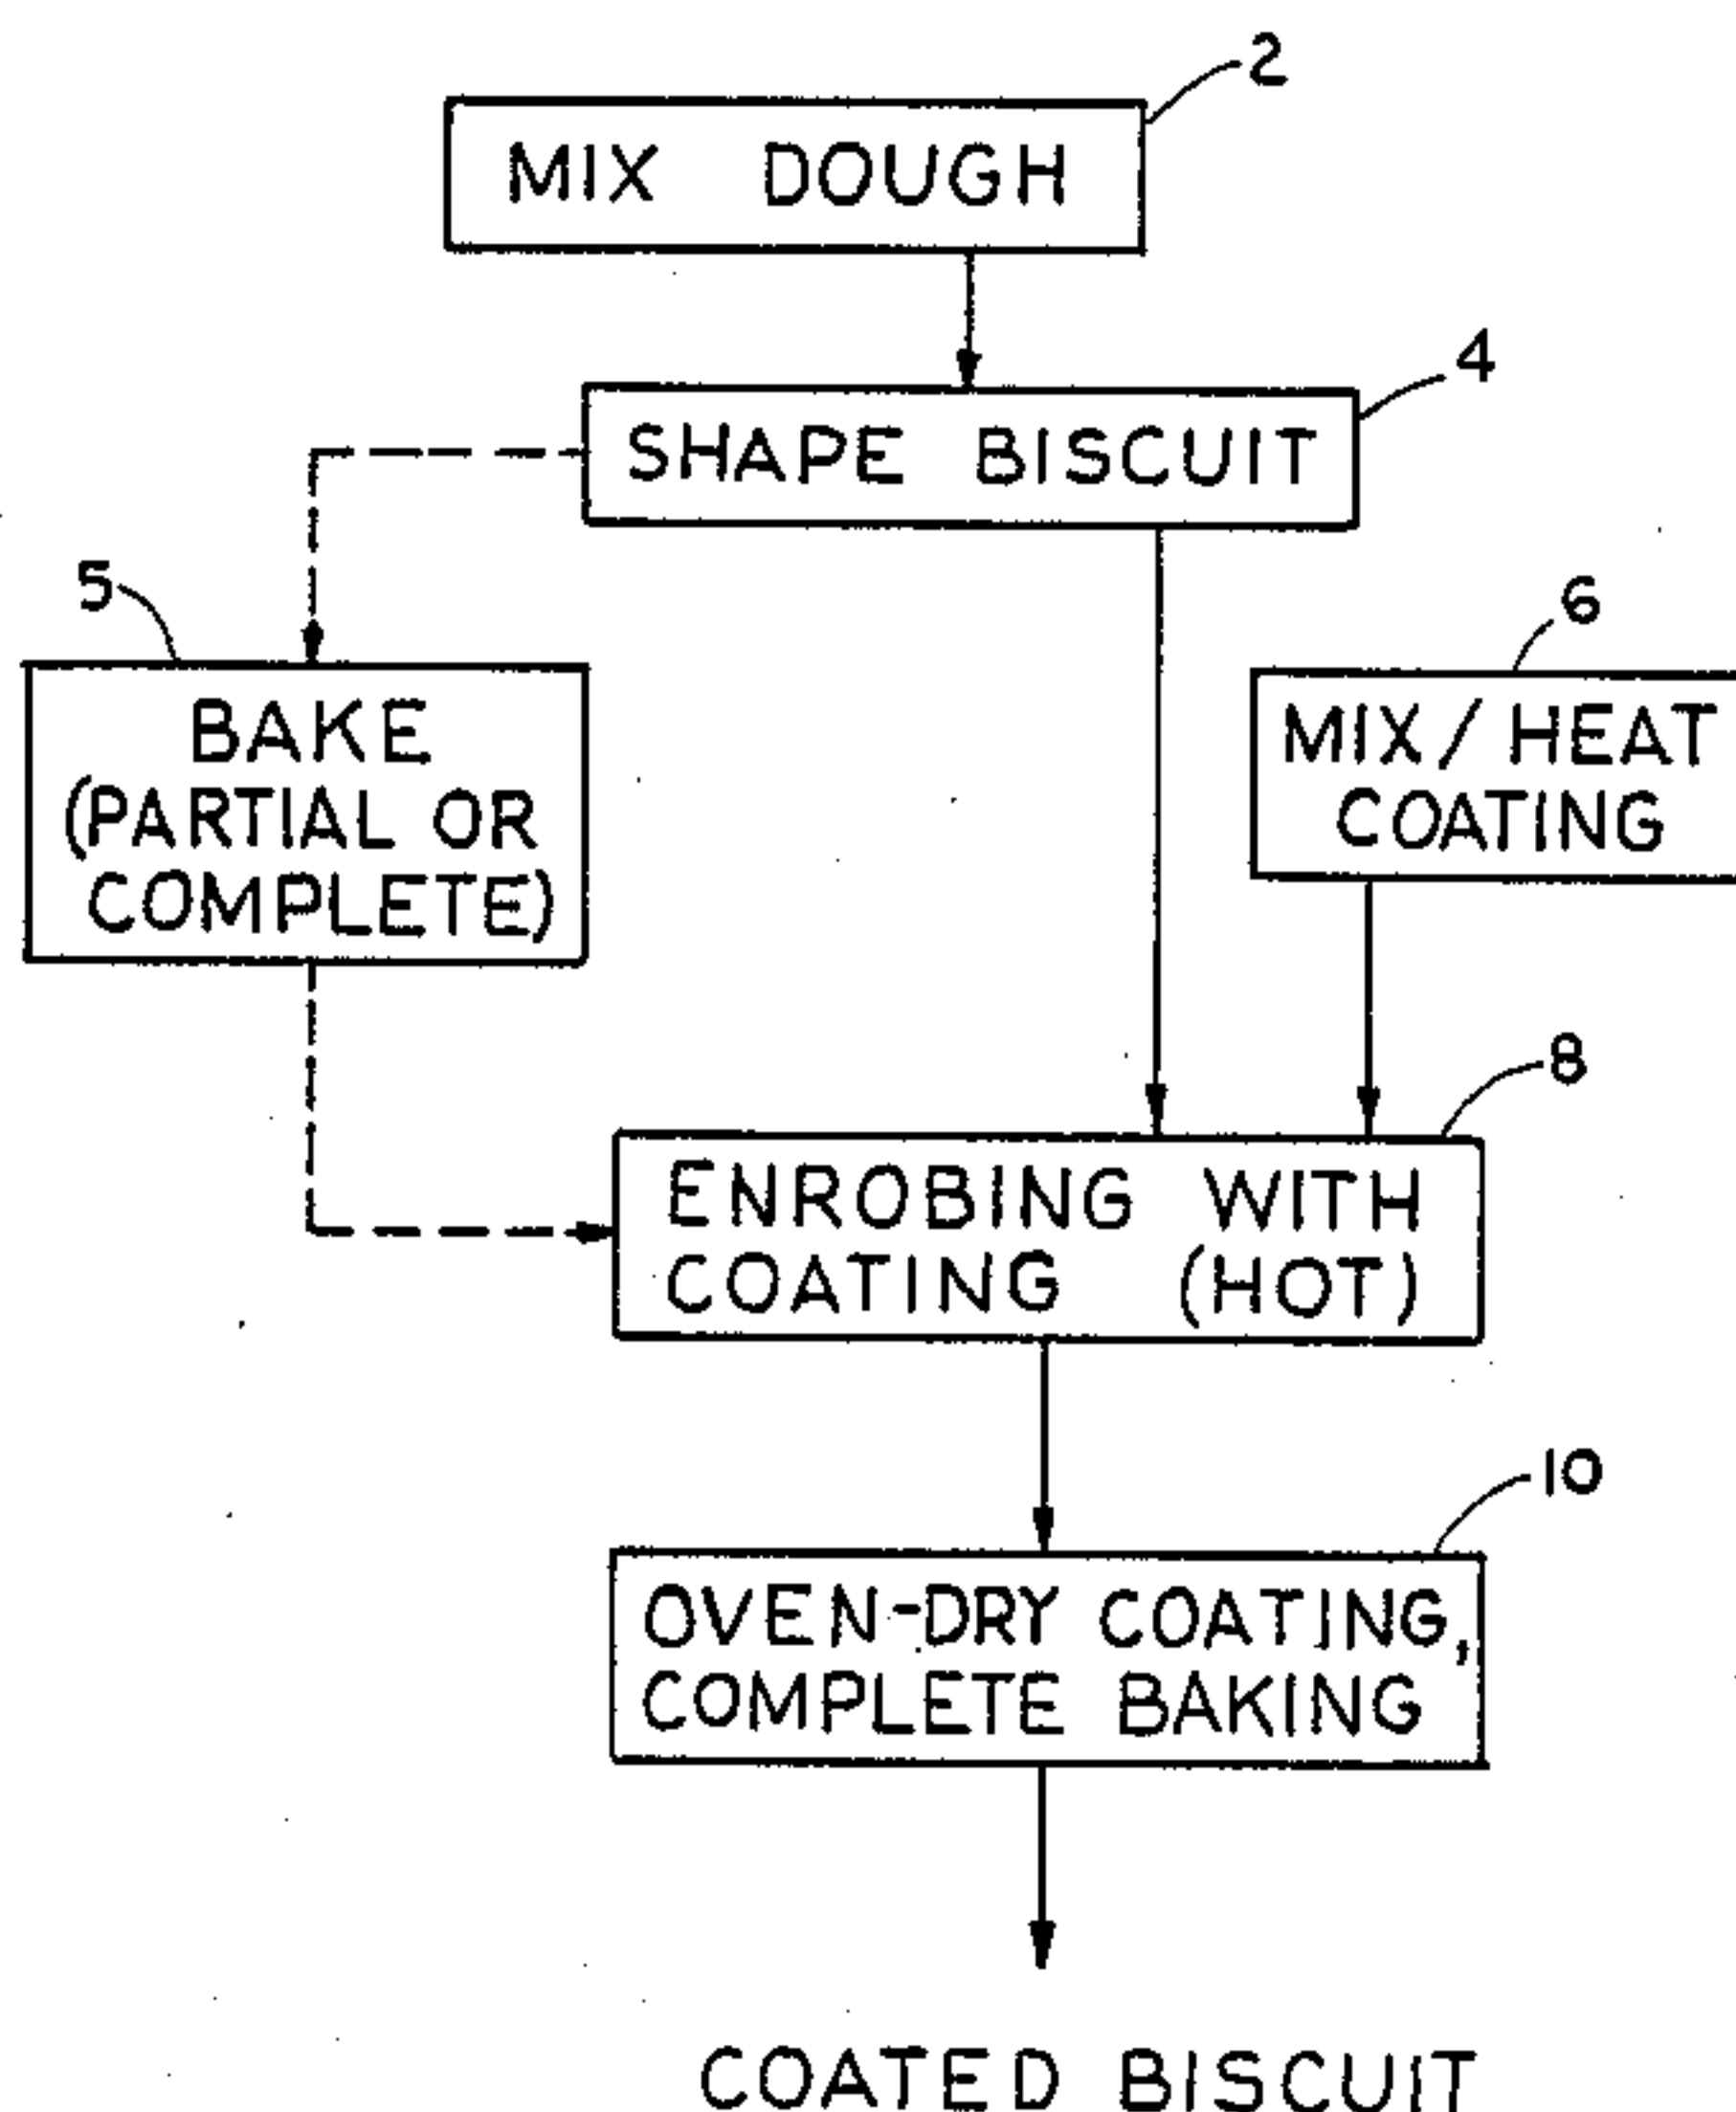 2
MIX DOUGH
4
SHAPE BISCUIT
5
BAKE
(PARTIAL OR
COMPLETE)
6
MIX / HEAT
COATING
8
ENROBING WITH
COATING (HOT)
10
OVEN-DRY COATING,
COMPLETE BAKING
COATED BISCUIT